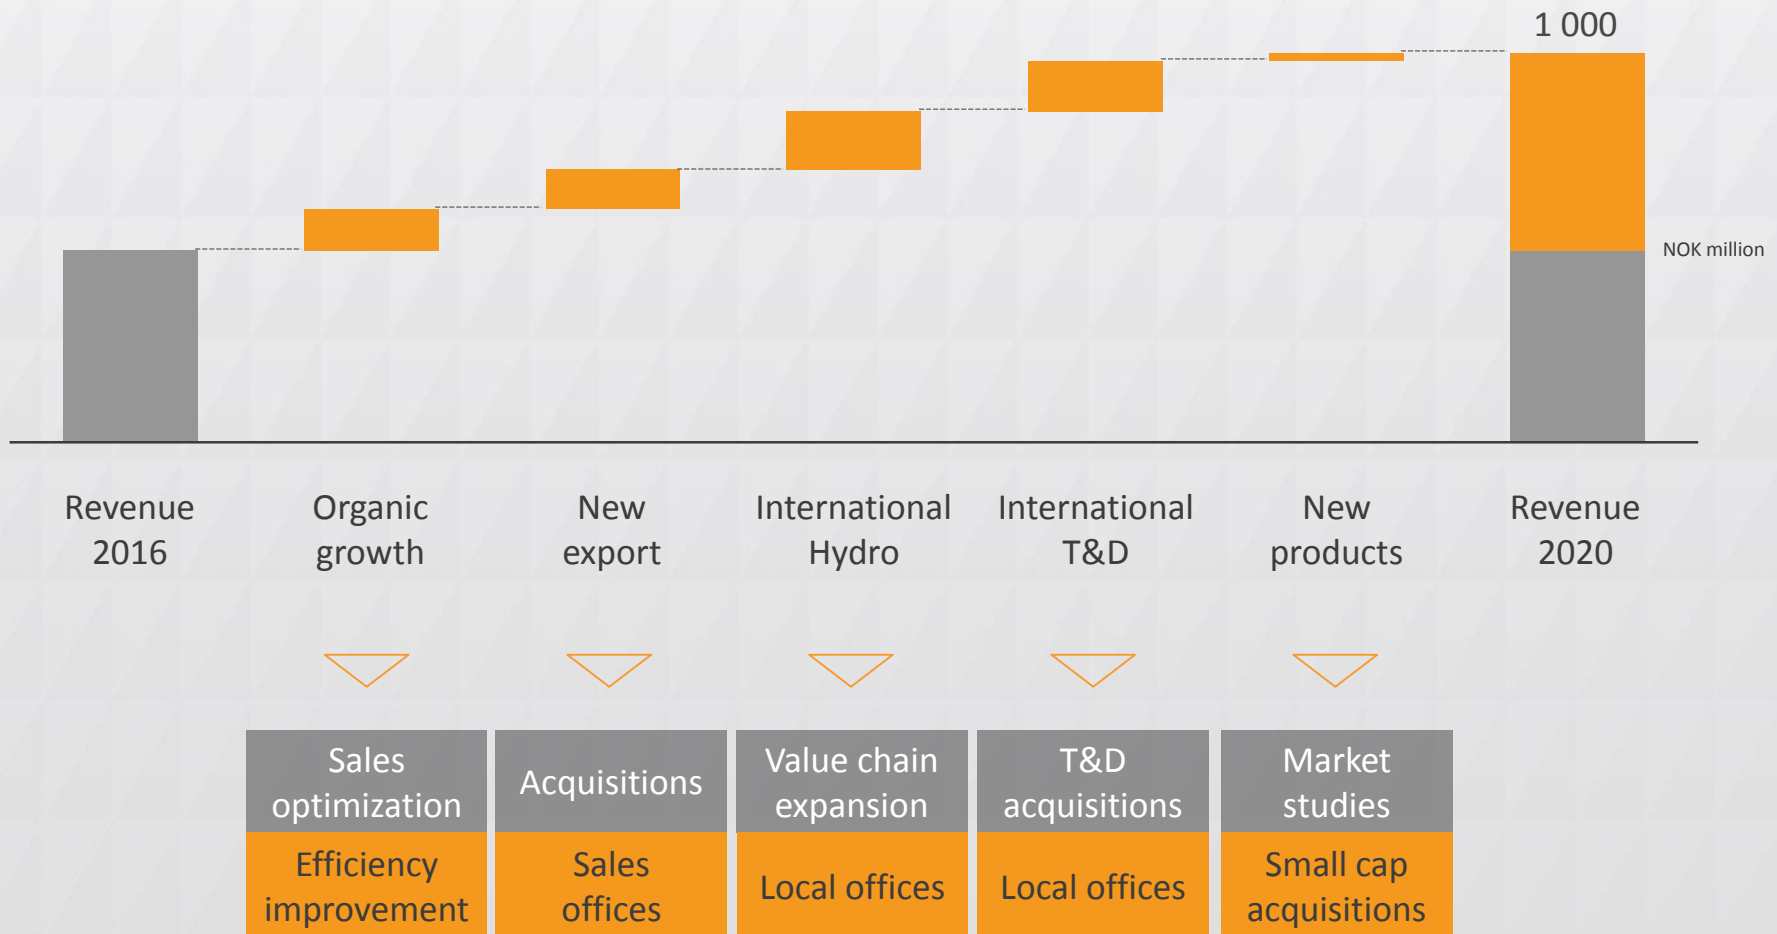 1 000
NOK million
Revenue
2016
Organic
growth
New
export
International
Hydro
International
T&D
New
products
Revenue
2020
Sales
optimization
Acquisitions
Value chain
expansion
T&D
acquisitions
Market
studies
Efficiency
improvement
Sales
offices
Local offices
Local offices
Small cap
acquisitions